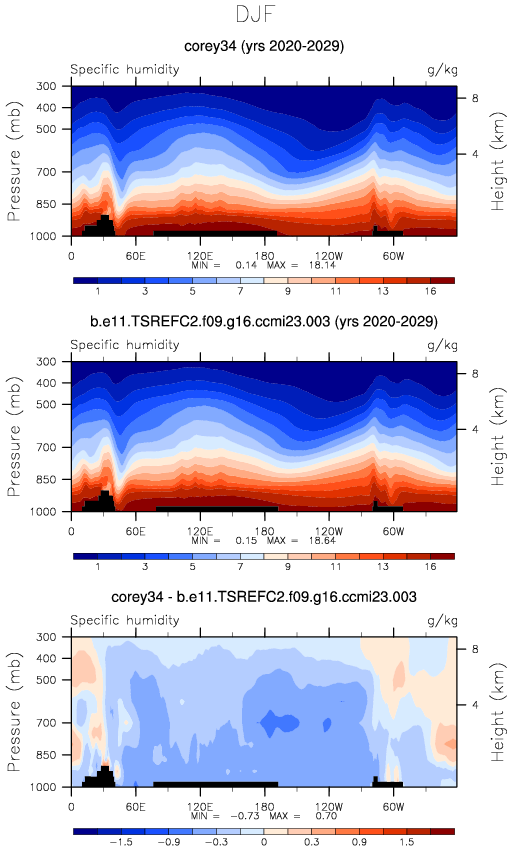 DJF
corey34 (yrs 2020-2029)
Specific humidity g/kg
300
400
500
700
850
1000
Pressure (mb)
8
4
Height (km)
0 60E 120E 180 120W 60W
MIN = 0.14 MAX = 18.14
1 3 5 7 9 11 13 16
b.e11.TSREFC2.f09.g16.ccmi23.003 (yrs 2020-2029)
Specific humidity g/kg
300
400
500
700
850
1000
Pressure (mb)
8
4
Height (km)
0 60E 120E 180 120W 60W
MIN = 0.15 MAX = 18.64
1 3 5 7 9 11 13 16
corey34 - b.e11.TSREFC2.f09.g16.ccmi23.003
Specific humidity g/kg
300
400
500
700
850
1000
Pressure (mb)
8
4
Height (km)
0 60E 120E 180 120W 60W
MIN = -0.73 MAX = 0.70
-1.5 -0.9 -0.3 0 0.3 0.9 1.5